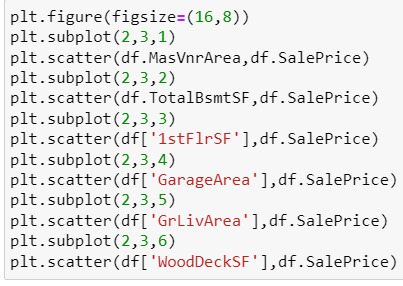 plt.figure(figsize=(16,8))
plt.subplot(2,3,1)
plt.scatter(df.MasVnrArea,df.SalePrice)
plt.subplot(2,3,2)
plt.scatter(df.TotalBsmtSF,df.SalePrice)
plt.subplot(2,3,3)
plt.scatter(df['1stFlrSF'],df.SalePrice)
plt.subplot(2,3,4)
plt.scatter(df['GarageArea'],df.SalePrice)
plt.subplot(2,3,5)
plt.scatter(df['GrLivArea'],df.SalePrice)
plt.subplot(2,3,6)
plt.scatter(df['WoodDeckSF'],df.SalePrice)